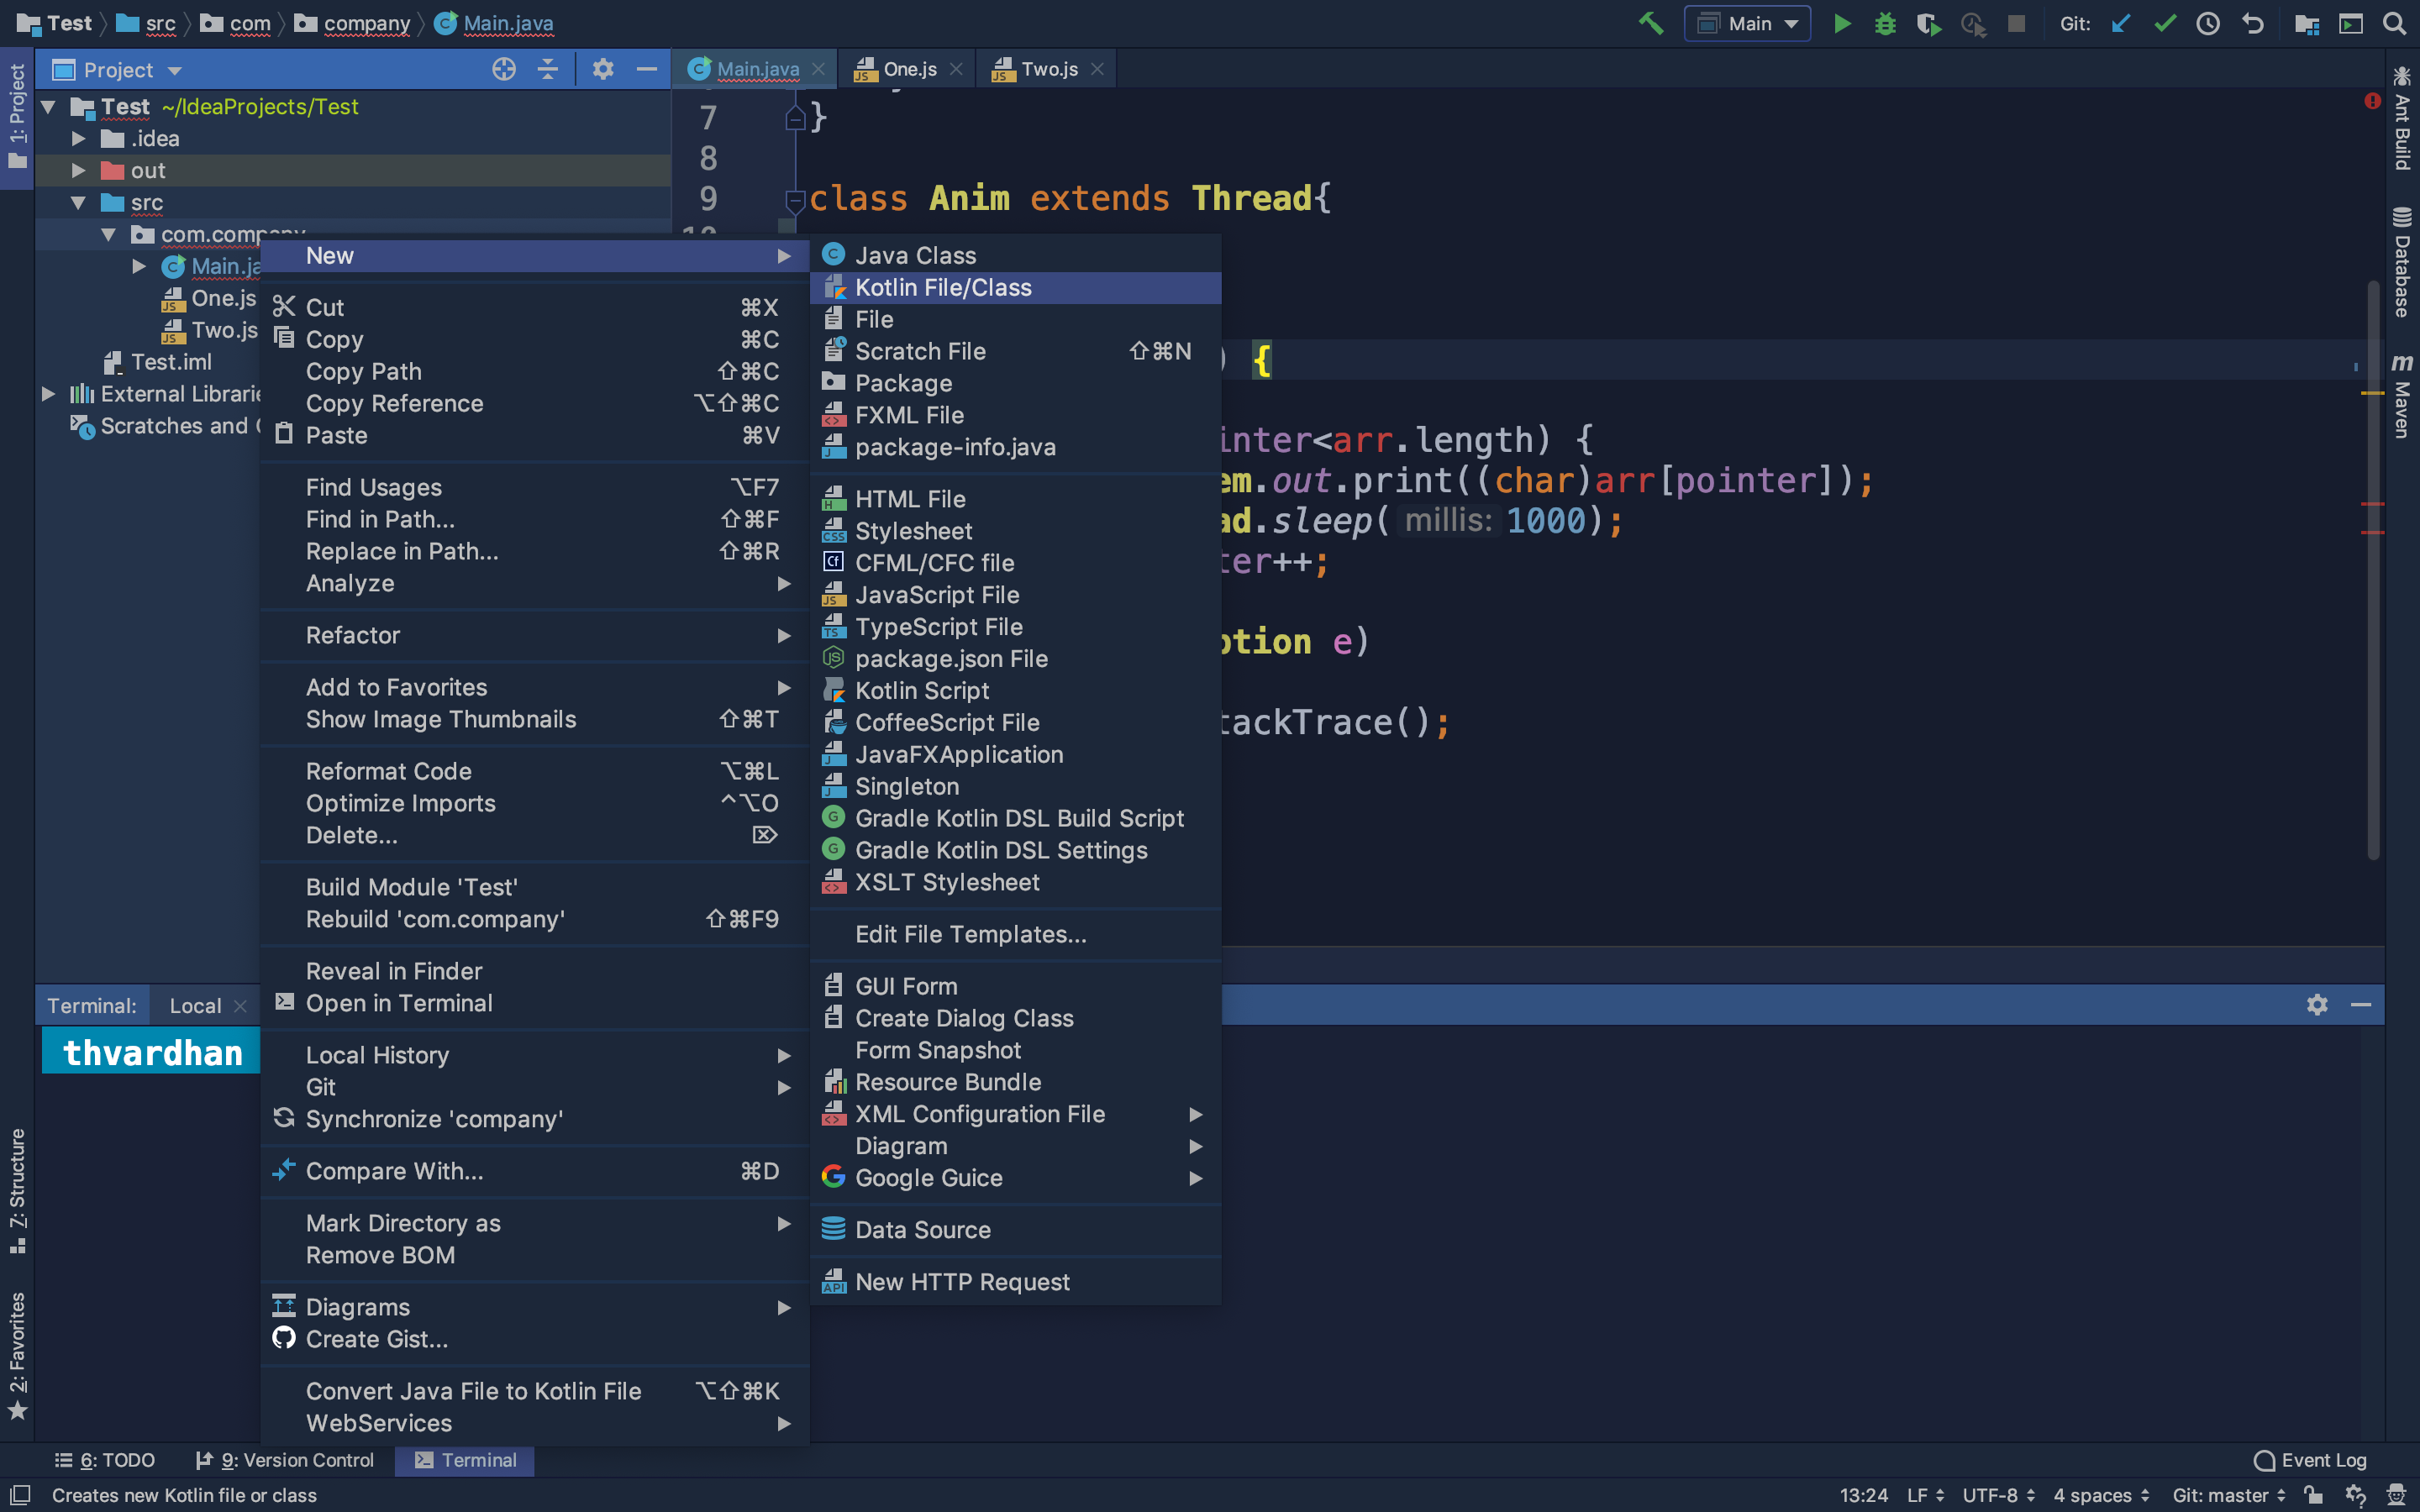 Test src com company Main.java
Main Git:
1: Project
Project
Main.java One.js Two.js
Test ~/IdeaProjects/Test
.idea
out
src
com.company
Main.ja
One.js
Two.js
Test.iml
External Librarie
Scratches and
New
Cut ⌘X
Copy ⌘C
Copy Path ⇧⌘C
Copy Reference ⌥⇧⌘C
Paste ⌘V
Find Usages ⌥F7
Find in Path... ⇧⌘F
Replace in Path... ⇧⌘R
Analyze
Refactor
Add to Favorites
Show Image Thumbnails ⇧⌘T
Reformat Code ⌥⌘L
Optimize Imports ^⌥O
Delete... ⌦
Build Module 'Test'
Rebuild 'com.company' ⇧⌘F9
Reveal in Finder
Open in Terminal
Local History
Git
Synchronize 'company'
Compare With... ⌘D
Mark Directory as
Remove BOM
Diagrams
Create Gist...
Convert Java File to Kotlin File ⌥⇧⌘K
WebServices
Java Class
Kotlin File/Class
File
Scratch File ⇧⌘N
Package
FXML File
package-info.java
HTML File
Stylesheet
CFML/CFC file
JavaScript File
TypeScript File
package.json File
Kotlin Script
CoffeeScript File
JavaFXApplication
Singleton
Gradle Kotlin DSL Build Script
Gradle Kotlin DSL Settings
XSLT Stylesheet
Edit File Templates...
GUI Form
Create Dialog Class
Form Snapshot
Resource Bundle
XML Configuration File
Diagram
Google Guice
Data Source
New HTTP Request
7 }
8
9 class Anim extends Thread{
10
) {
inter<arr.length) {
em.out.print((char)arr[pointer]);
ad.sleep( millis: 1000);
ter++;
ption e)
tackTrace();
Ant Build
Database
Maven
Terminal: Local
thvardhan
7: Structure
2: Favorites
6: TODO 9: Version Control Terminal Event Log
Creates new Kotlin file or class 13:24 LF UTF-8 4 spaces Git: master